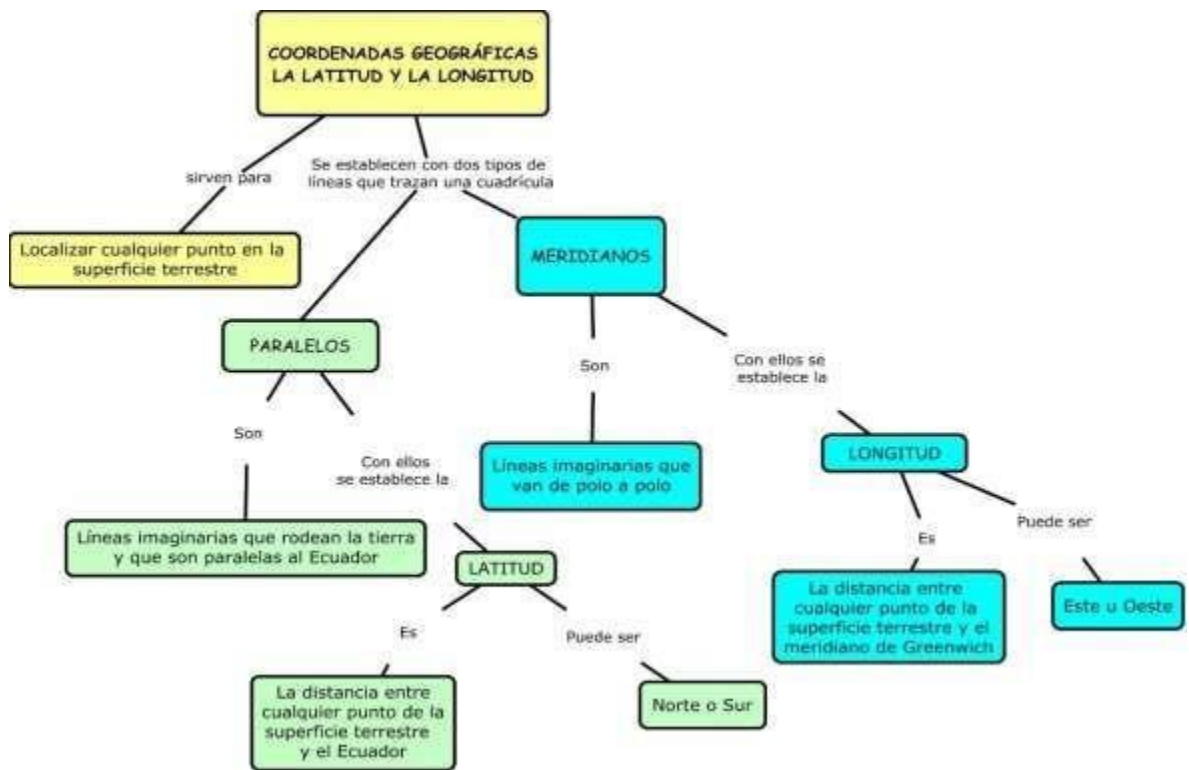 COORDENADAS GEOGRÁFICAS
LA LATITUD Y LA LONGITUD
sirven para
Se establecen con dos tipos de
líneas que trazan una cuadrícula
Localizar cualquier punto en la
superficie terrestre
MERIDIANOS
PARALELOS
Son
Con ellos se
establece la
Son
Con ellos
se establece la
Líneas imaginarias que
van de polo a polo
LONGITUD
Líneas imaginarias que rodean la tierra
y que son paralelas al Ecuador
LATITUD
Es
Puede ser
La distancia entre
cualquier punto de la
superficie terrestre y el
meridiano de Greenwich
Este u Oeste
Es
Puede ser
La distancia entre
cualquier punto de la
superficie terrestre
y el Ecuador
Norte o Sur